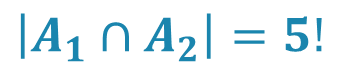 |A₁ ∩ A₂| = 5!